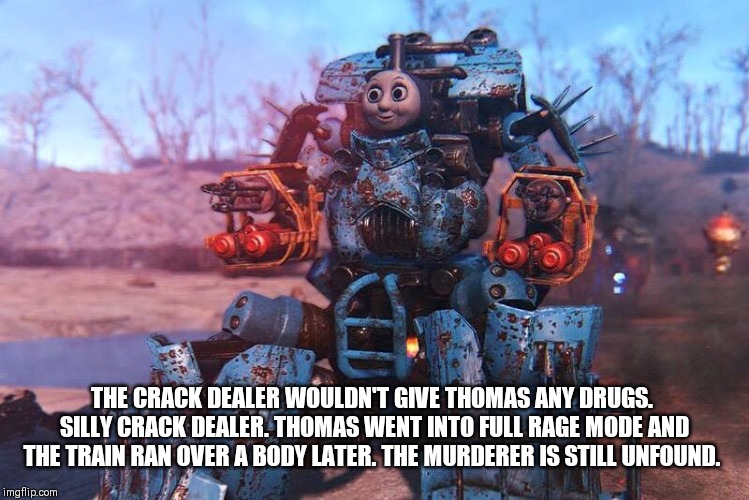 THE CRACK DEALER WOULDN'T GIVE THOMAS ANY DRUGS.
SILLY CRACK DEALER. THOMAS WENT INTO FULL RAGE MODE AND
THE TRAIN RAN OVER A BODY LATER. THE MURDERER IS STILL UNFOUND.
imgflip.com